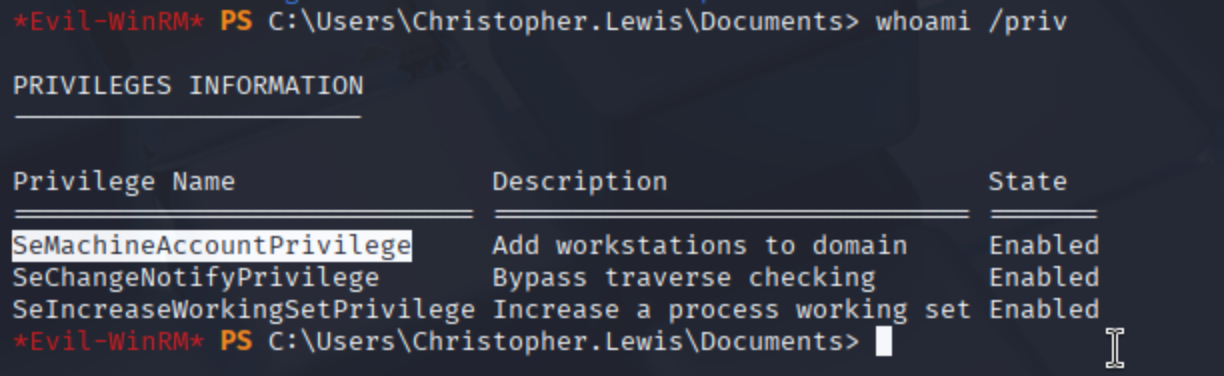 *Evil-WinRM* PS C:\Users\Christopher.Lewis\Documents> whoami /priv
PRIVILEGES INFORMATION
Privilege Name Description State
SeMachineAccountPrivilege Add workstations to domain Enabled
SeChangeNotifyPrivilege Bypass traverse checking Enabled
SeIncreaseWorkingSetPrivilege Increase a process working set Enabled
*Evil-WinRM* PS C:\Users\Christopher.Lewis\Documents>